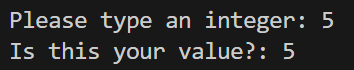 Please type an integer: 5
Is this your value?: 5